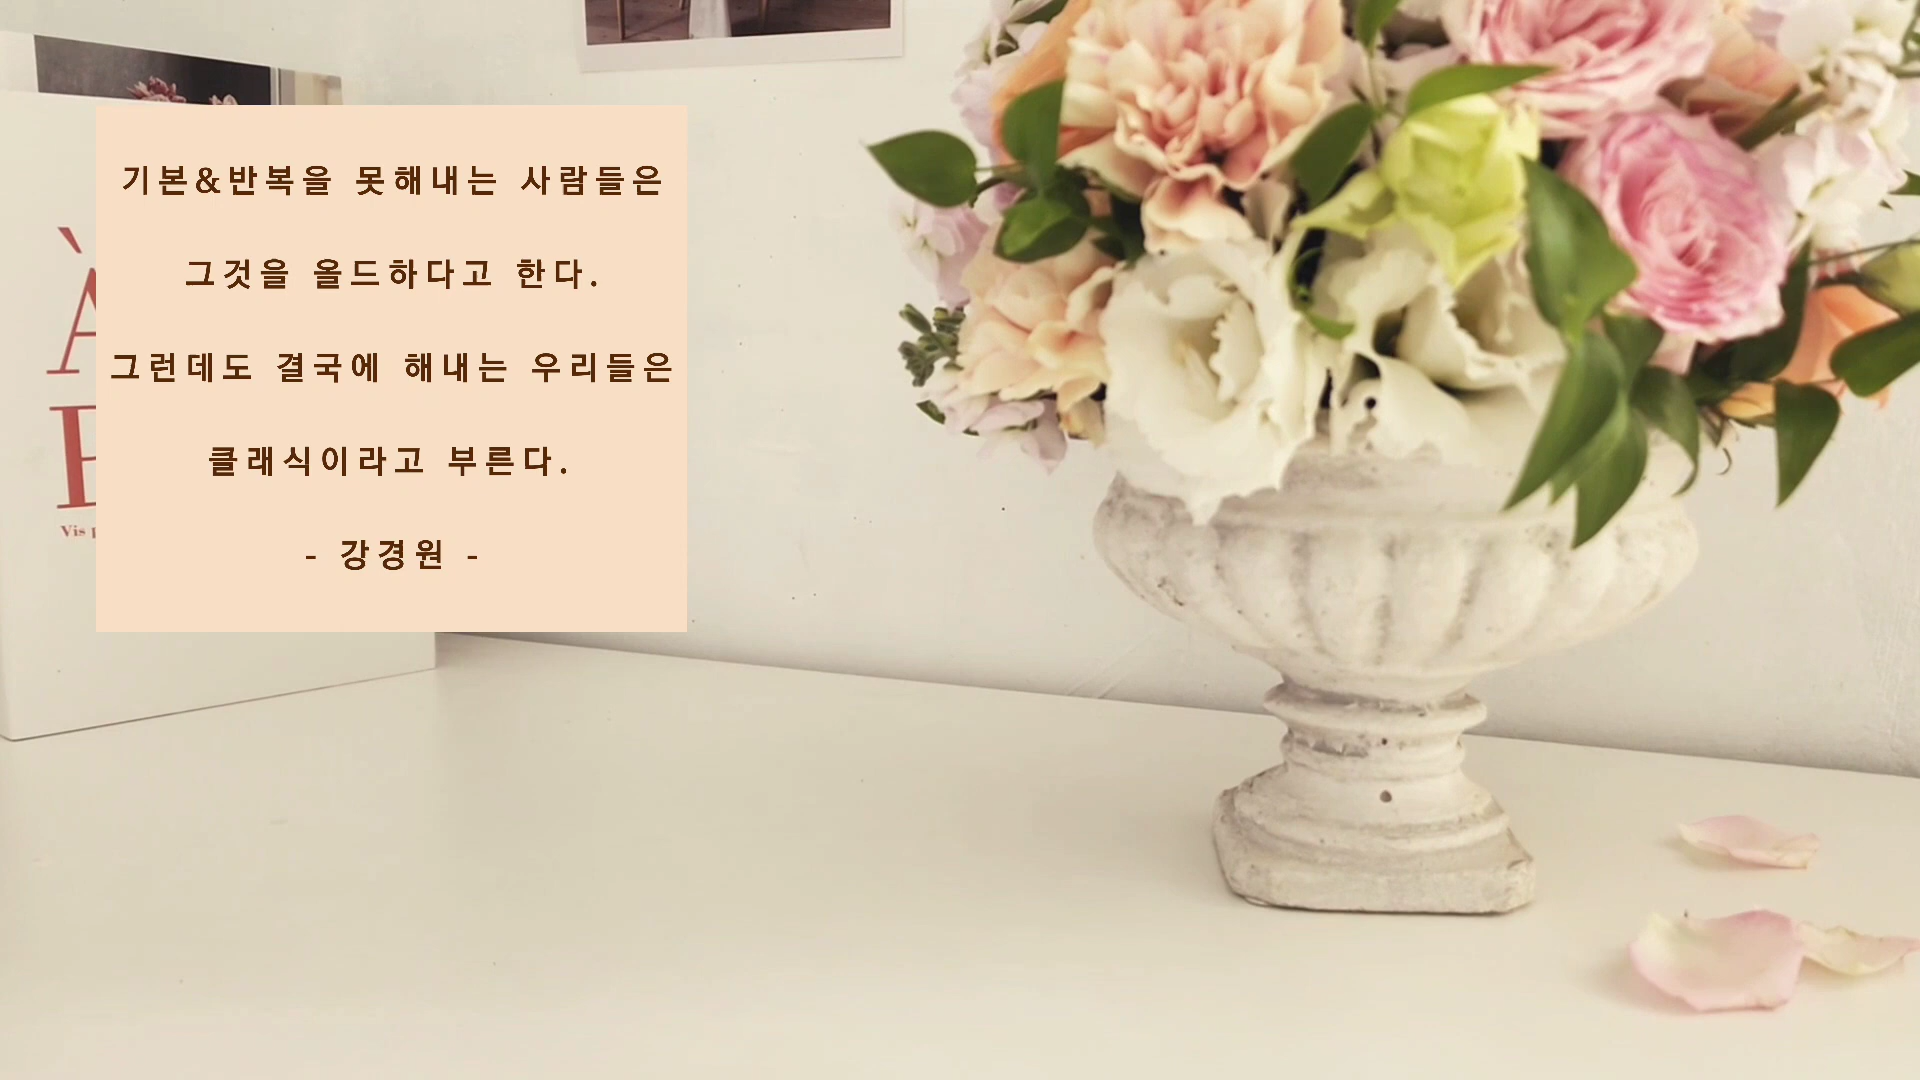 기본&반복을 못해내는 사람들은
그것을 올드하다고 한다.
그런데도 결국에 해내는 우리들은
클래식이라고 부른다.
- 강경원 -
À
Vis